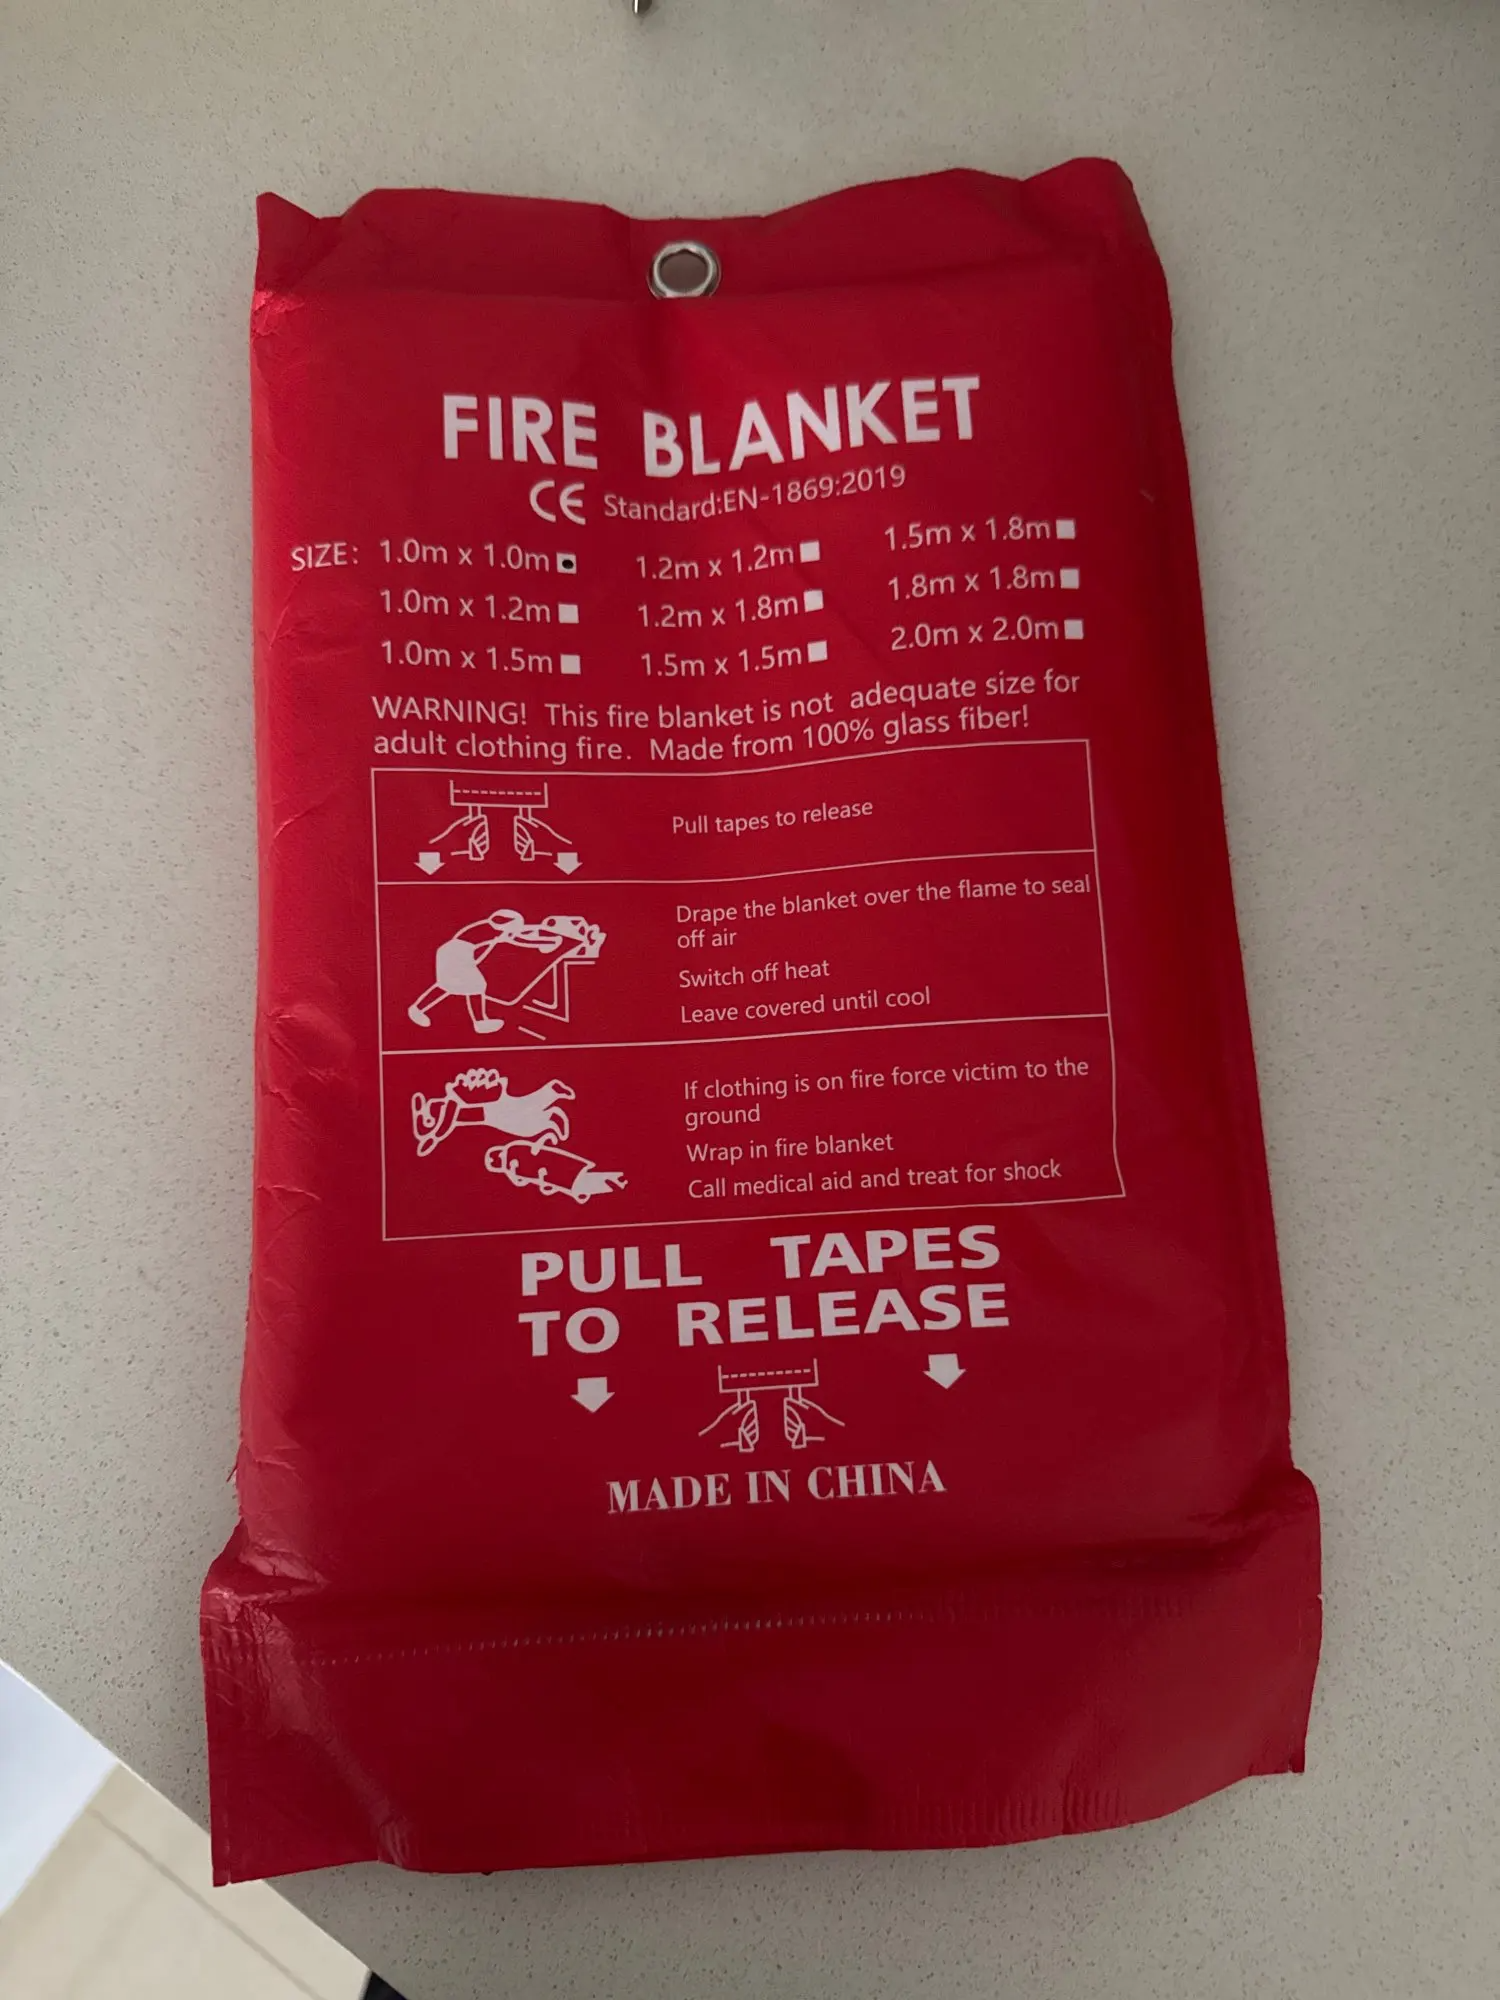 FIRE BLANKET
CE Standard:EN-1869:2019
SIZE: 1.0m x 1.0m 1.2m x 1.2m 1.5m x 1.8m
1.0m x 1.2m 1.2m x 1.8m 1.8m x 1.8m
1.0m x 1.5m 1.5m x 1.5m 2.0m x 2.0m
WARNING! This fire blanket is not adequate size for
adult clothing fire. Made from 100% glass fiber!
Pull tapes to release
Drape the blanket over the flame to seal
off air
Switch off heat
Leave covered until cool
If clothing is on fire force victim to the
ground
Wrap in fire blanket
Call medical aid and treat for shock
PULL TAPES
TO RELEASE
MADE IN CHINA